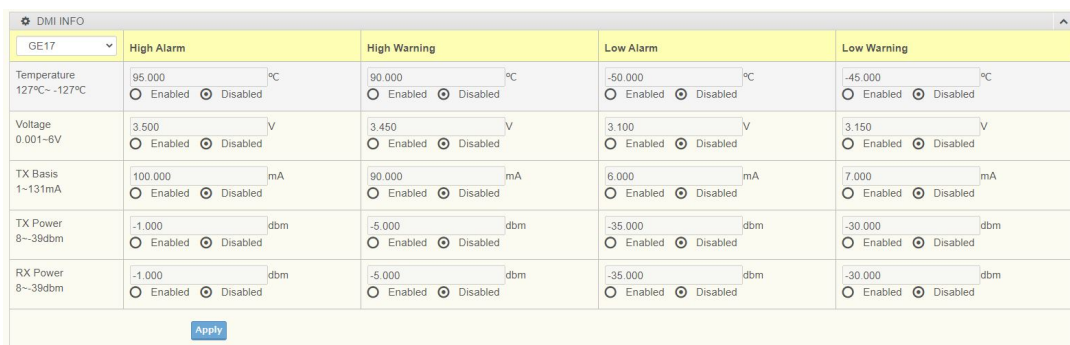 DMI INFO
GE17 High Alarm High Warning Low Alarm Low Warning
Temperature 95.000 ºC 90.000 ºC -50.000 ºC -45.000 ºC
127ºC~ -127ºC Enabled Disabled Enabled Disabled Enabled Disabled Enabled Disabled
Voltage 3.500 V 3.450 V 3.100 V 3.150 V
0.001~6V Enabled Disabled Enabled Disabled Enabled Disabled Enabled Disabled
TX Basis 100.000 mA 90.000 mA 6.000 mA 7.000 mA
1~131mA Enabled Disabled Enabled Disabled Enabled Disabled Enabled Disabled
TX Power -1.000 dbm -5.000 dbm -35.000 dbm -30.000 dbm
8~-39dbm Enabled Disabled Enabled Disabled Enabled Disabled Enabled Disabled
RX Power -1.000 dbm -5.000 dbm -35.000 dbm -30.000 dbm
8~-39dbm Enabled Disabled Enabled Disabled Enabled Disabled Enabled Disabled
Apply